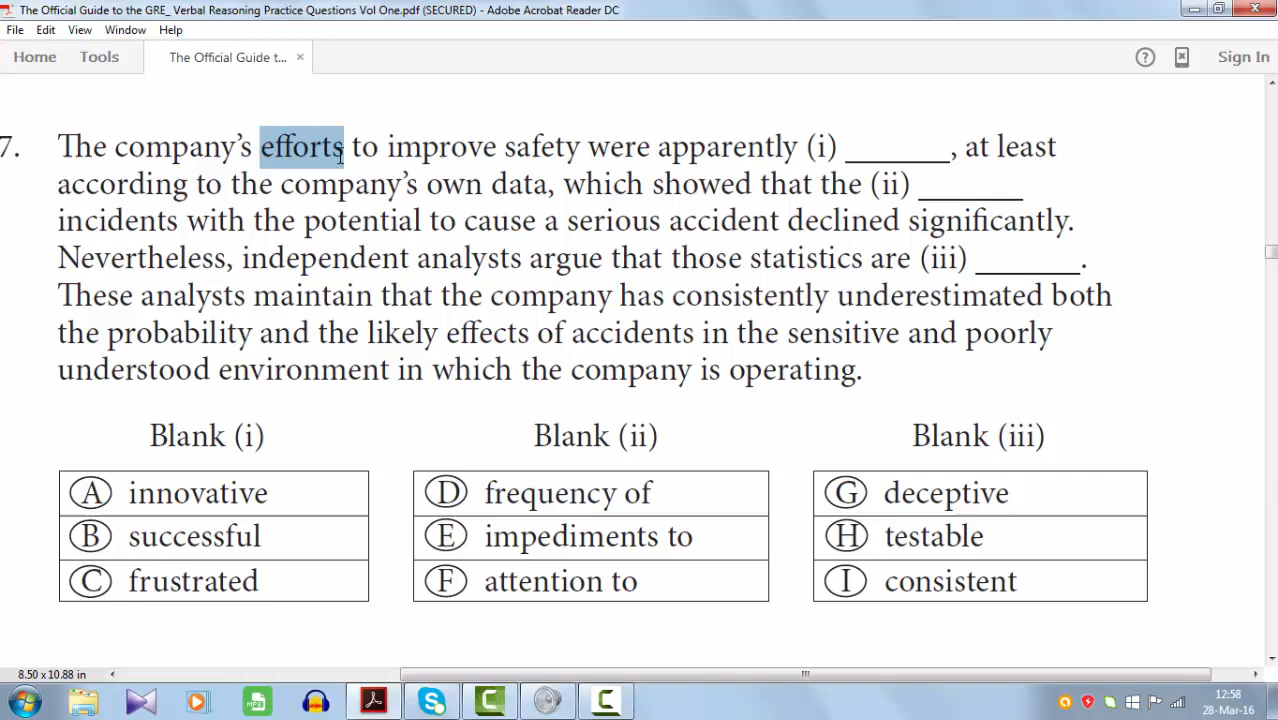 The Official Guide to the GRE_ Verbal Reasoning Practice Questions Vol One.pdf (SECURED) - Adobe Acrobat Reader DC
File Edit View Window Help
Home Tools The Official Guide t... × ? Sign In
7. The company's efforts to improve safety were apparently (i) _______, at least
according to the company's own data, which showed that the (ii) _______
incidents with the potential to cause a serious accident declined significantly.
Nevertheless, independent analysts argue that those statistics are (iii) _______.
These analysts maintain that the company has consistently underestimated both
the probability and the likely effects of accidents in the sensitive and poorly
understood environment in which the company is operating.
Blank (i) Blank (ii) Blank (iii)
A innovative D frequency of G deceptive
B successful E impediments to H testable
C frustrated F attention to I consistent
8.50 x 10.88 in
MP3
12:58
28-Mar-16